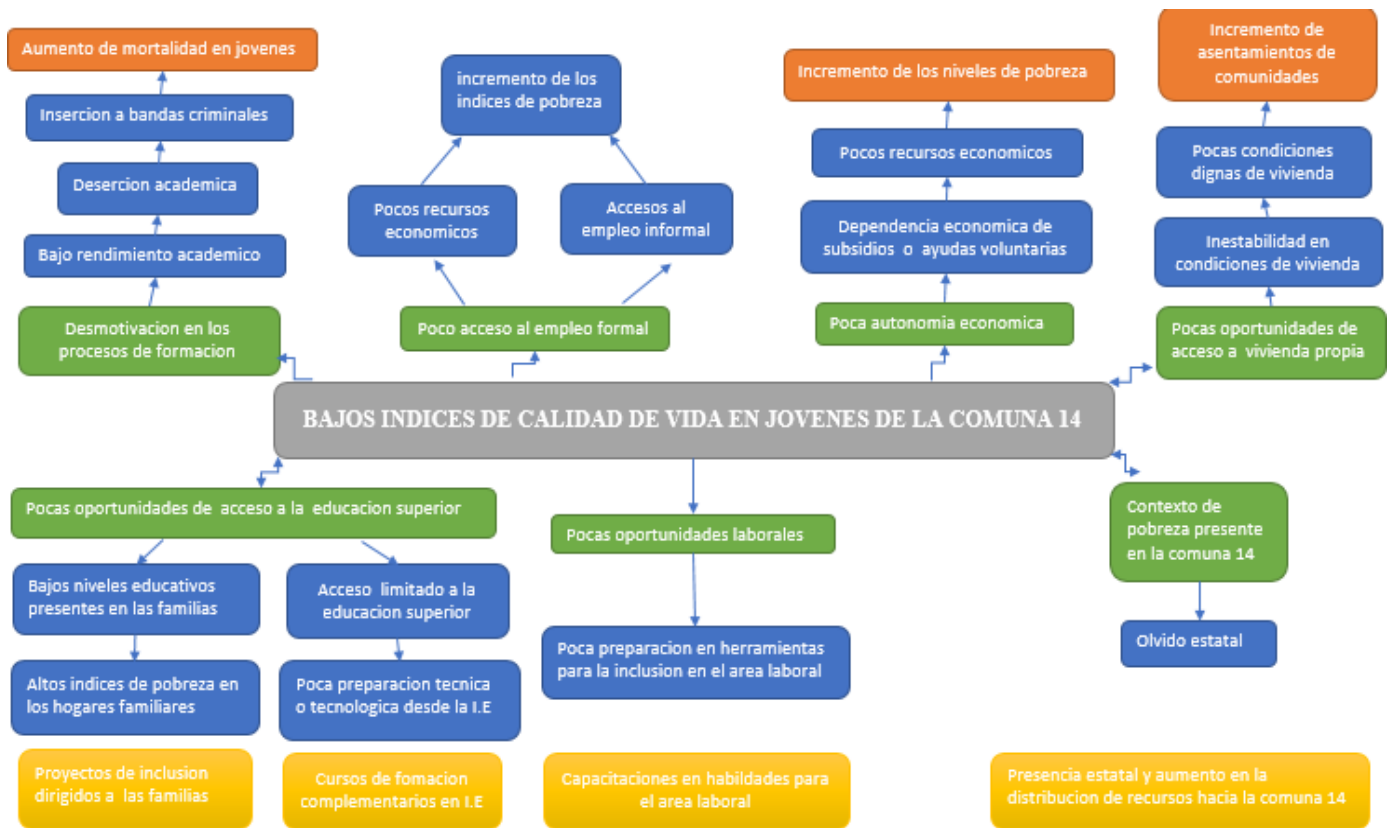 Aumento de mortalidad en jovenes
Insercion a bandas criminales
Desercion academica
Bajo rendimiento academico
Desmotivacion en los
procesos de formacion
incremento de los
indices de pobreza
Pocos recursos
economicos
Accesos al
empleo informal
Poco acceso al empleo formal
Incremento de los niveles de pobreza
Pocos recursos economicos
Dependencia economica de
subsidios o ayudas voluntarias
Poca autonomia economica
Incremento de
asentamientos de
comunidades
Pocas condiciones
dignas de vivienda
Inestabilidad en
condiciones de vivienda
Pocas oportunidades de
acceso a vivienda propia
BAJOS INDICES DE CALIDAD DE VIDA EN JOVENES DE LA COMUNA 14
Pocas oportunidades de acceso a la educacion superior
Bajos niveles educativos
presentes en las familias
Altos indices de pobreza en
los hogares familiares
Acceso limitado a la
educacion superior
Poca preparacion tecnica
o tecnologica desde la I.E
Pocas oportunidades laborales
Poca preparacion en herramientas
para la inclusion en el area laboral
Contexto de
pobreza presente
en la comuna 14
Olvido estatal
Proyectos de inclusion
dirigidos a las familias
Cursos de fomacion
complementarios en I.E
Capacitaciones en habildades para
el area laboral
Presencia estatal y aumento en la
distribucion de recursos hacia la comuna 14